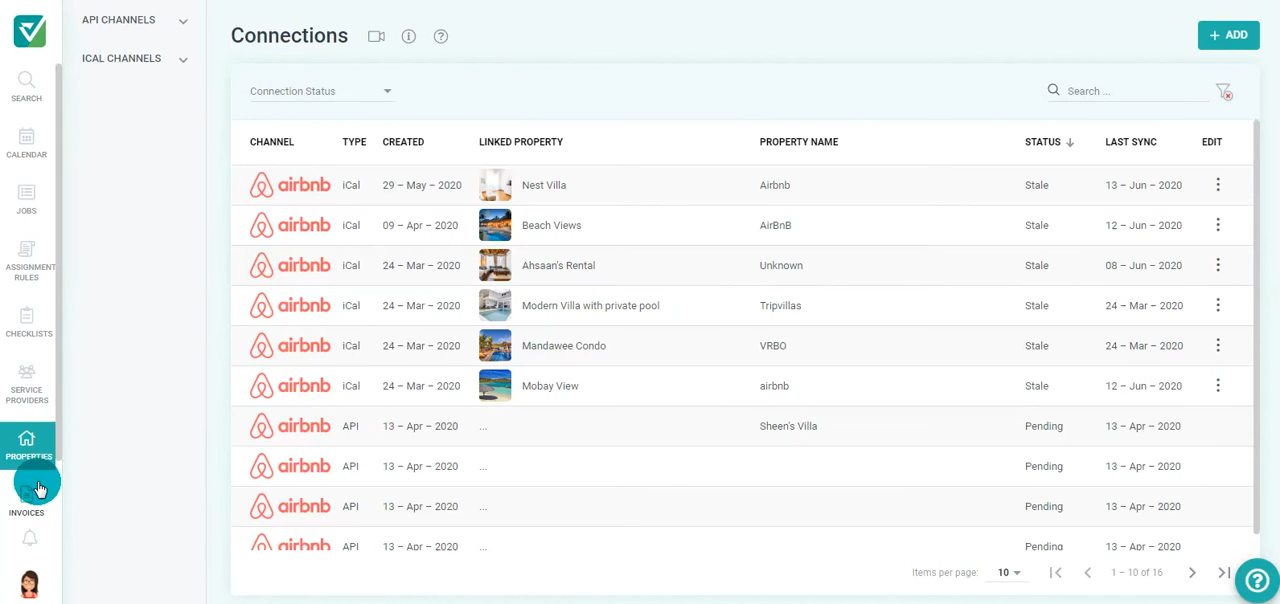 API CHANNELS
ICAL CHANNELS
SEARCH
CALENDAR
JOBS
ASSIGNMENT
RULES
CHECKLISTS
SERVICE
PROVIDERS
PROPERTIES
INVOICES
Connections
+ ADD
Connection Status
Search ...
CHANNEL TYPE CREATED LINKED PROPERTY PROPERTY NAME STATUS LAST SYNC EDIT
airbnb iCal 29 – May – 2020 Nest Villa Airbnb Stale 13 – Jun – 2020
airbnb iCal 09 – Apr – 2020 Beach Views AirBnB Stale 12 – Jun – 2020
airbnb iCal 24 – Mar – 2020 Ahsaan's Rental Unknown Stale 08 – Jun – 2020
airbnb iCal 24 – Mar – 2020 Modern Villa with private pool Tripvillas Stale 24 – Mar – 2020
airbnb iCal 24 – Mar – 2020 Mandawee Condo VRBO Stale 24 – Mar – 2020
airbnb iCal 24 – Mar – 2020 Mobay View airbnb Stale 12 – Jun – 2020
airbnb API 13 – Apr – 2020 ... Sheen's Villa Pending 13 – Apr – 2020
airbnb API 13 – Apr – 2020 ... Pending 13 – Apr – 2020
airbnb API 13 – Apr – 2020 ... Pending 13 – Apr – 2020
airbnb API 13 – Apr – 2020 ... Pending 13 – Apr – 2020
Items per page: 10 1 – 10 of 16